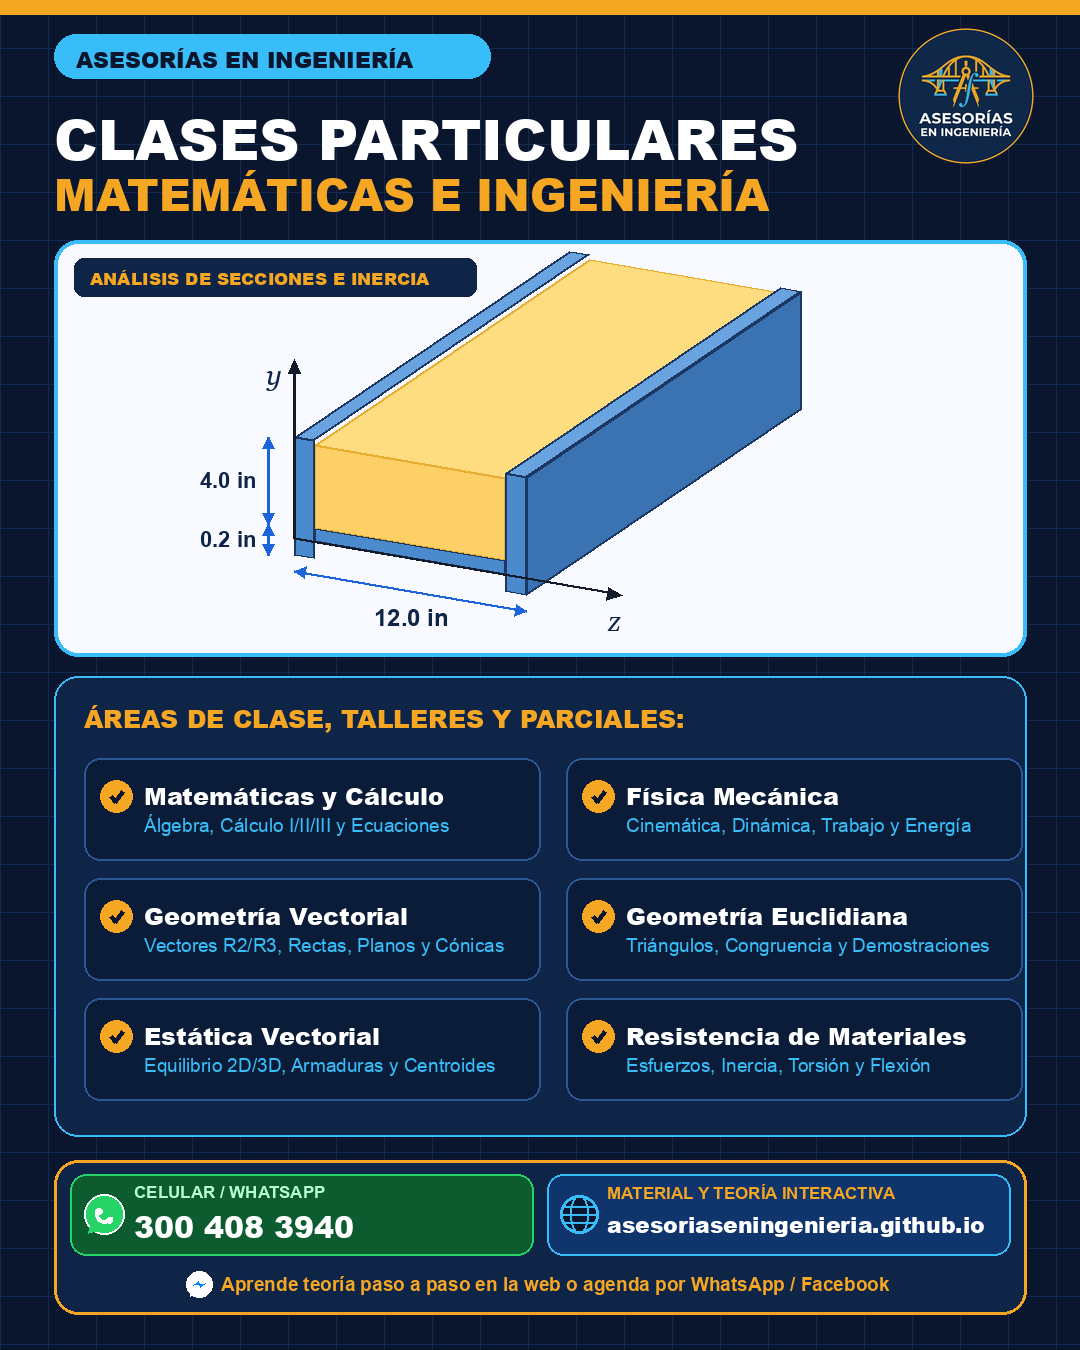 ASESORÍAS EN INGENIERÍA
ASESORÍAS
EN INGENIERÍA
CLASES PARTICULARES
MATEMÁTICAS E INGENIERÍA
ANÁLISIS DE SECCIONES E INERCIA
y
4.0 in
0.2 in
12.0 in
z
ÁREAS DE CLASE, TALLERES Y PARCIALES:
Matemáticas y Cálculo
Álgebra, Cálculo I/II/III y Ecuaciones
Física Mecánica
Cinemática, Dinámica, Trabajo y Energía
Geometría Vectorial
Vectores R2/R3, Rectas, Planos y Cónicas
Geometría Euclidiana
Triángulos, Congruencia y Demostraciones
Estática Vectorial
Equilibrio 2D/3D, Armaduras y Centroides
Resistencia de Materiales
Esfuerzos, Inercia, Torsión y Flexión
CELULAR / WHATSAPP
300 408 3940
MATERIAL Y TEORÍA INTERACTIVA
asesoriaseningenieria.github.io
Aprende teoría paso a paso en la web o agenda por WhatsApp / Facebook